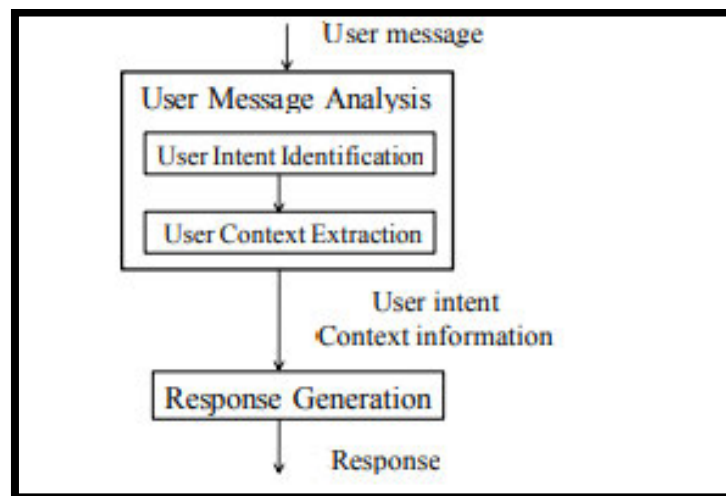 User message
User Message Analysis
User Intent Identification
User Context Extraction
User intent
Context information
Response Generation
Response